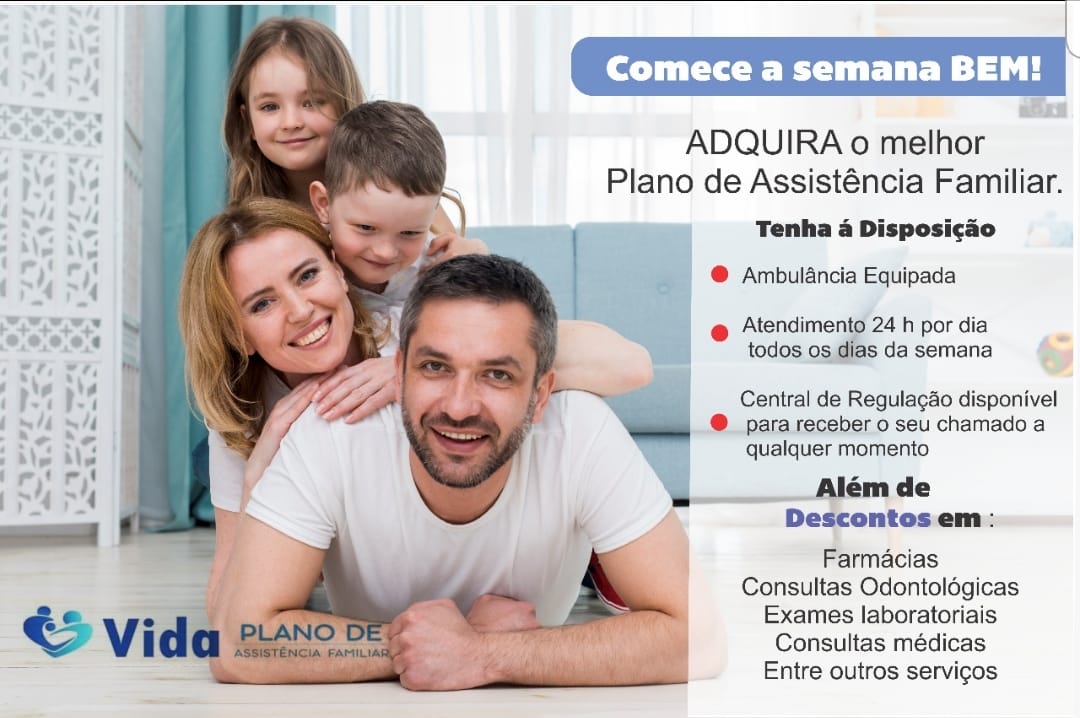 Comece a semana BEM!
ADQUIRA o melhor
Plano de Assistência Familiar.
Tenha á Disposição
Ambulância Equipada
Atendimento 24 h por dia
todos os dias da semana
Central de Regulação disponível
para receber o seu chamado a
qualquer momento
Além de
Descontos em :
Farmácias
Consultas Odontológicas
Exames laboratoriais
Consultas médicas
Entre outros serviços
Vida
PLANO DE
ASSISTÊNCIA FAMILIAR